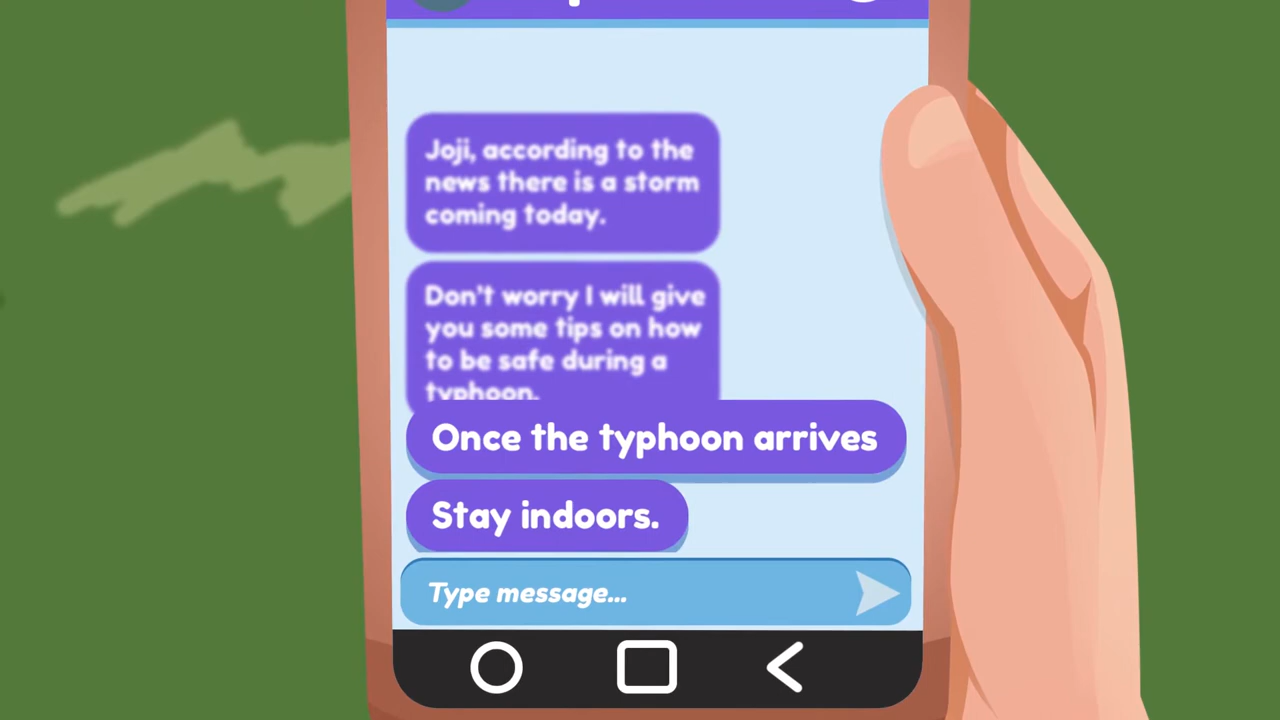 Joji, according to the
news there is a storm
coming today.
Don't worry I will give
you some tips on how
to be safe during a
typhoon.
Once the typhoon arrives
Stay indoors.
Type message...